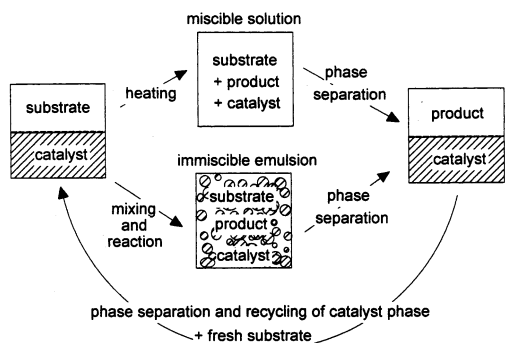 miscible solution
substrate
+ product
+ catalyst
heating
phase
separation
substrate
catalyst
product
catalyst
immiscible emulsion
substrate
product
catalyst
mixing
and
reaction
phase
separation
phase separation and recycling of catalyst phase
+ fresh substrate